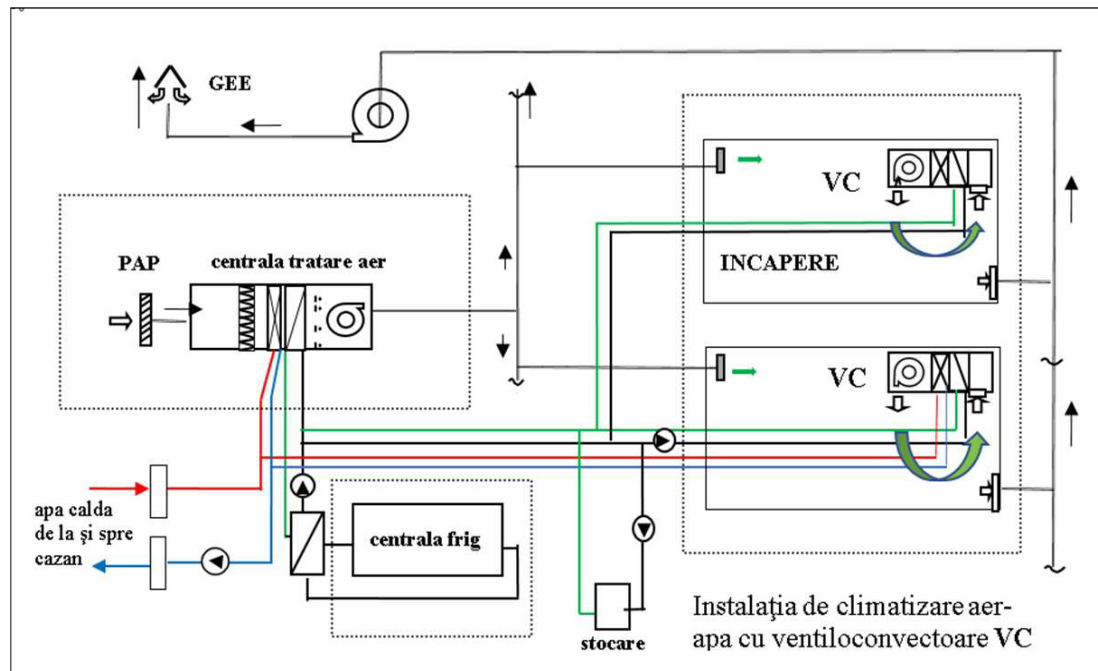 GEE
VC
INCAPERE
PAP
centrala tratare aer
VC
apa calda
de la şi spre
cazan
centrala frig
stocare
Instalaţia de climatizare aer-
apa cu ventiloconvectoare VC